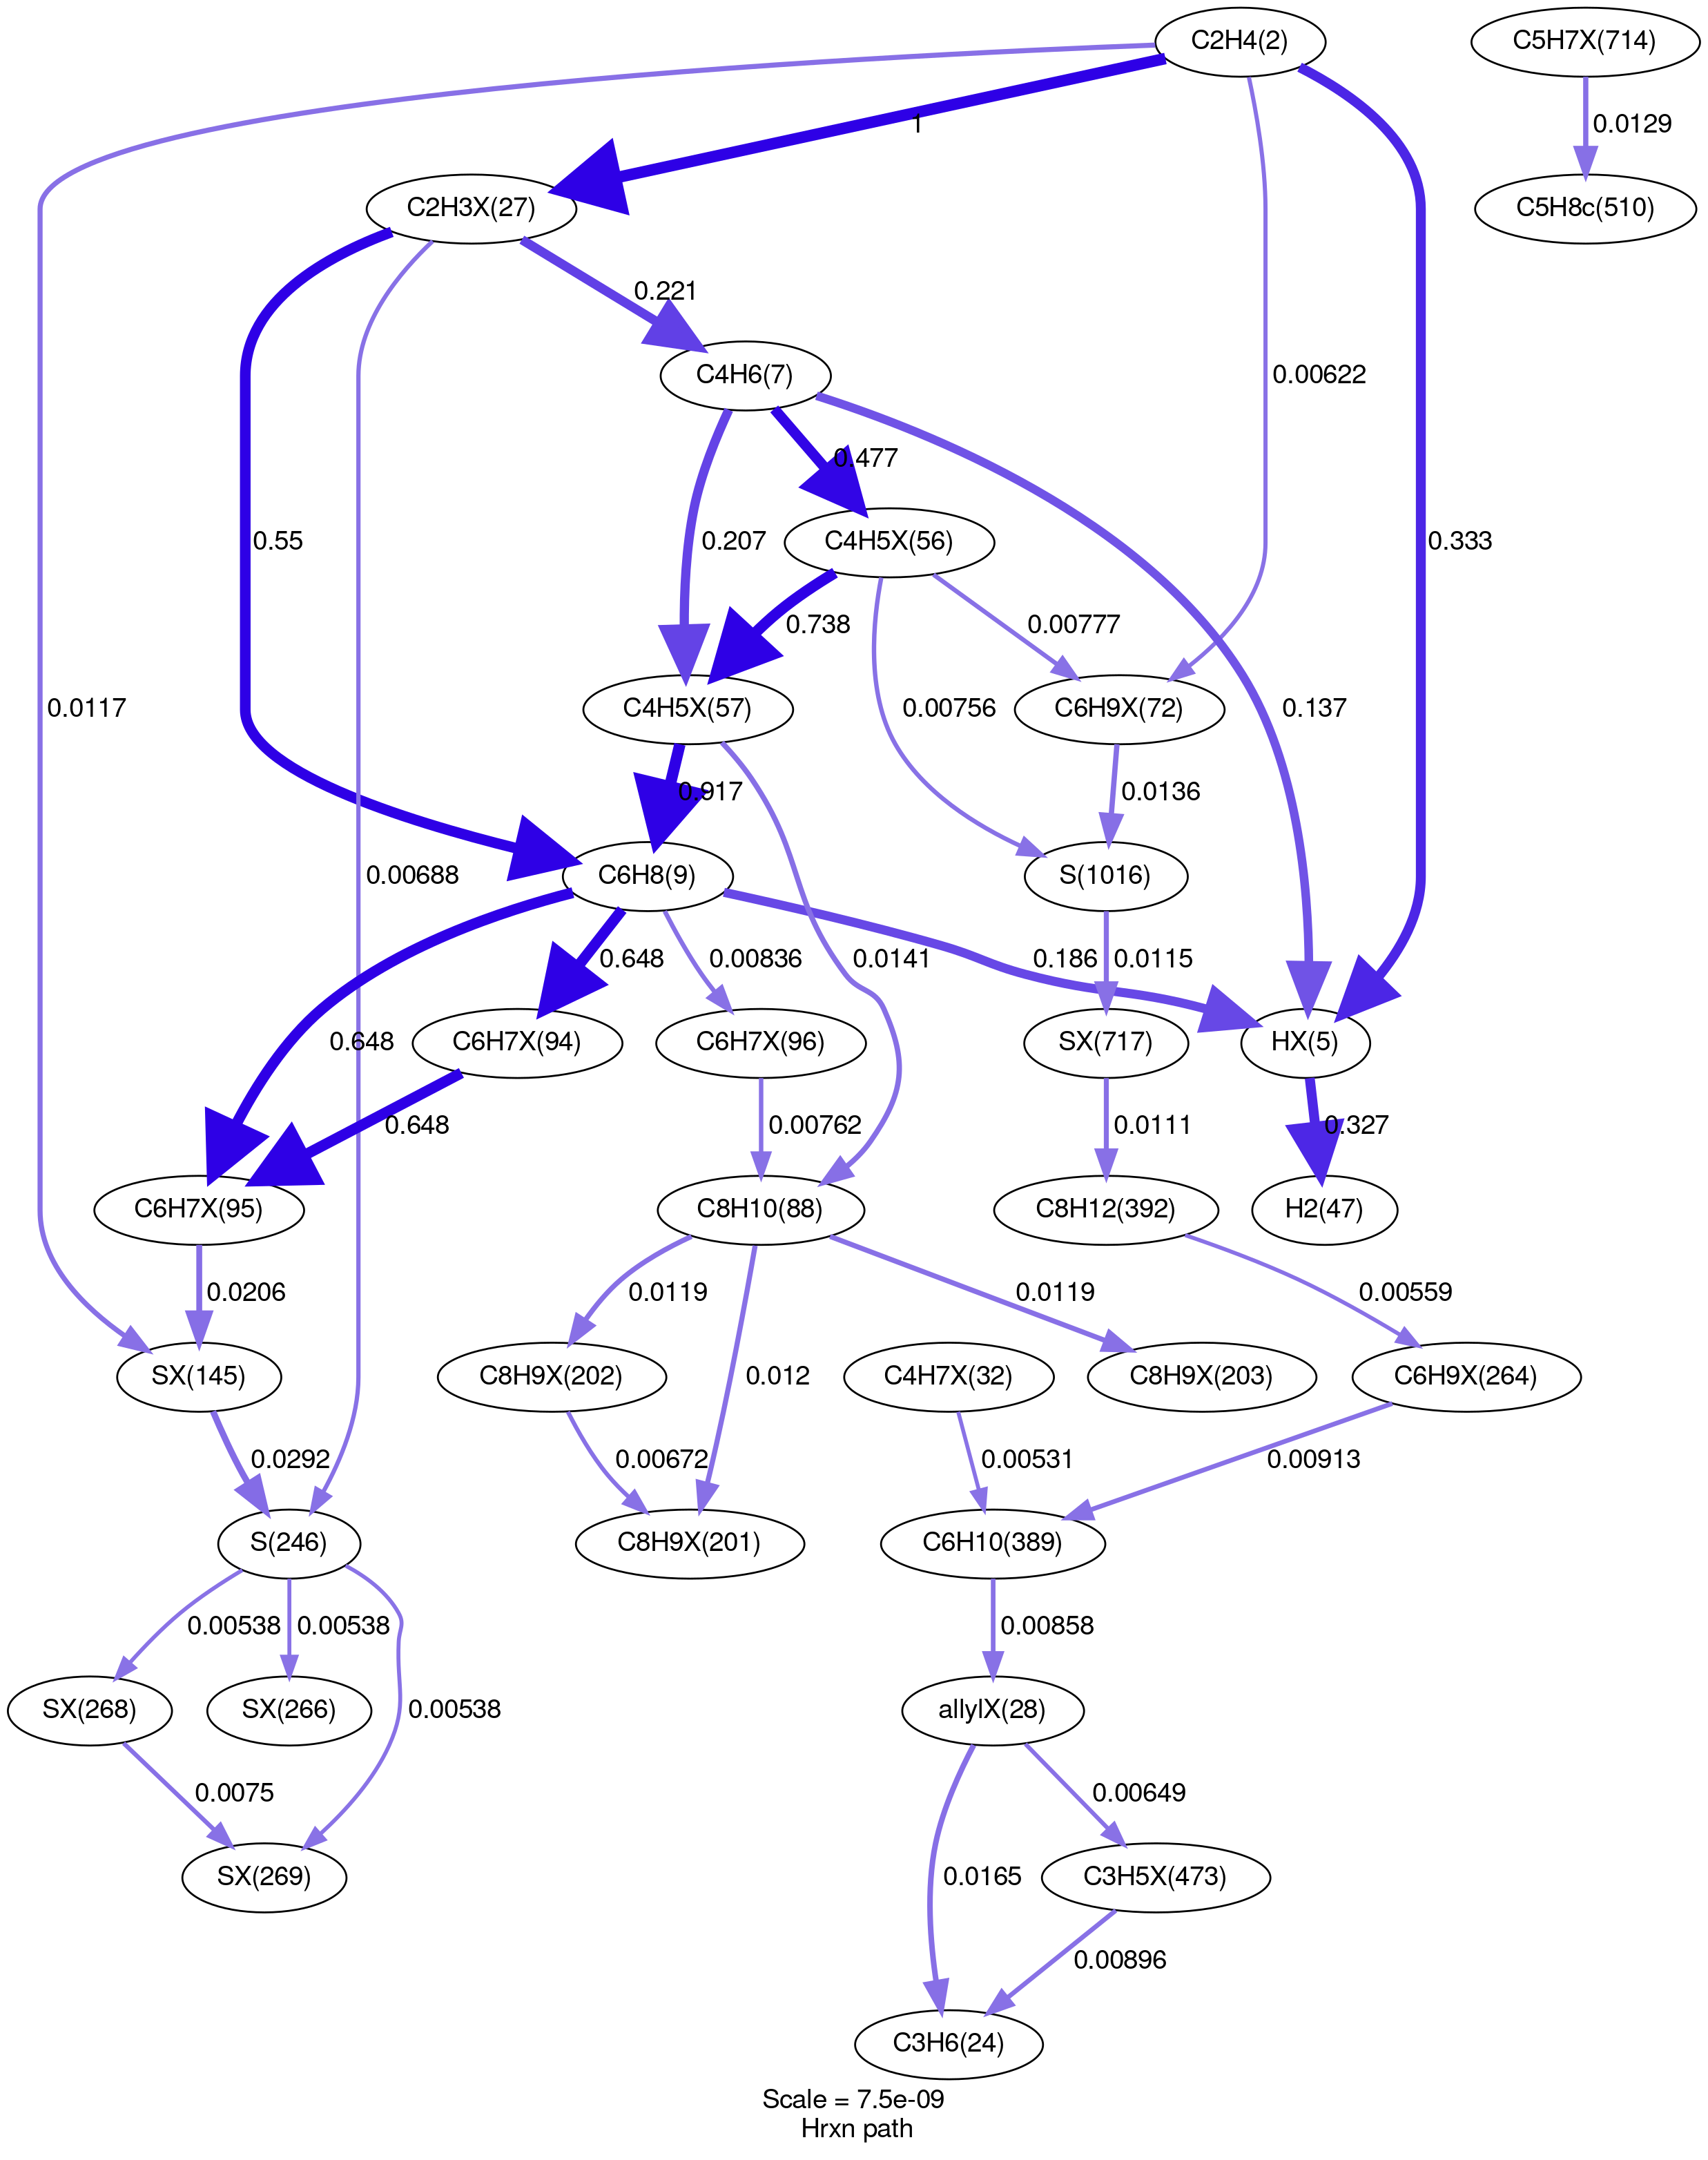 C2H4(2)
C5H7X(714)
1
0.0129
C2H3X(27)
C5H8c(510)
0.221
C4H6(7)
0.00622
0.477
0.55
0.207
C4H5X(56)
0.333
0.738
0.00777
0.0117
C4H5X(57)
0.00756
C6H9X(72)
0.137
0.917
0.0136
0.00688
C6H8(9)
S(1016)
0.648
0.00836
0.0141
0.186
0.0115
0.648
C6H7X(94)
C6H7X(96)
SX(717)
HX(5)
0.648
0.00762
0.0111
0.327
C6H7X(95)
C8H10(88)
C8H12(392)
H2(47)
0.0206
0.0119
0.0119
0.00559
SX(145)
C8H9X(202)
0.012
C4H7X(32)
C8H9X(203)
C6H9X(264)
0.0292
0.00672
0.00531
0.00913
S(246)
C8H9X(201)
C6H10(389)
0.00538
0.00538
0.00858
SX(268)
SX(266)
0.00538
allylX(28)
0.0075
0.00649
SX(269)
0.0165
C3H5X(473)
0.00896
C3H6(24)
Scale = 7.5e-09
Hrxn path